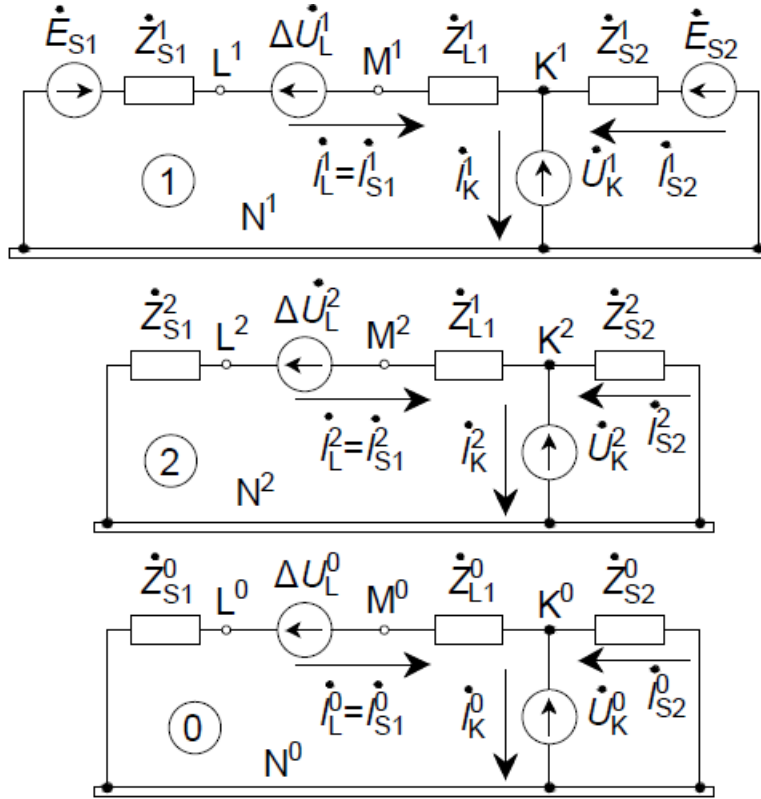 Ė_S1 Ż¹_S1 L¹ ΔU̇¹_L M¹ Ż¹_L1 K¹ Ż¹_S2 Ė_S2
İ¹_L=İ¹_S1 İ¹_K U̇¹_K İ¹_S2
1
N¹
Ż²_S1 L² ΔU̇²_L M² Ż¹_L1 K² Ż²_S2
İ²_L=İ²_S1 İ²_K U̇²_K İ²_S2
2
N²
Ż⁰_S1 L⁰ ΔU̇⁰_L M⁰ Ż⁰_L1 K⁰ Ż⁰_S2
İ⁰_L=İ⁰_S1 İ⁰_K U̇⁰_K İ⁰_S2
0
N⁰